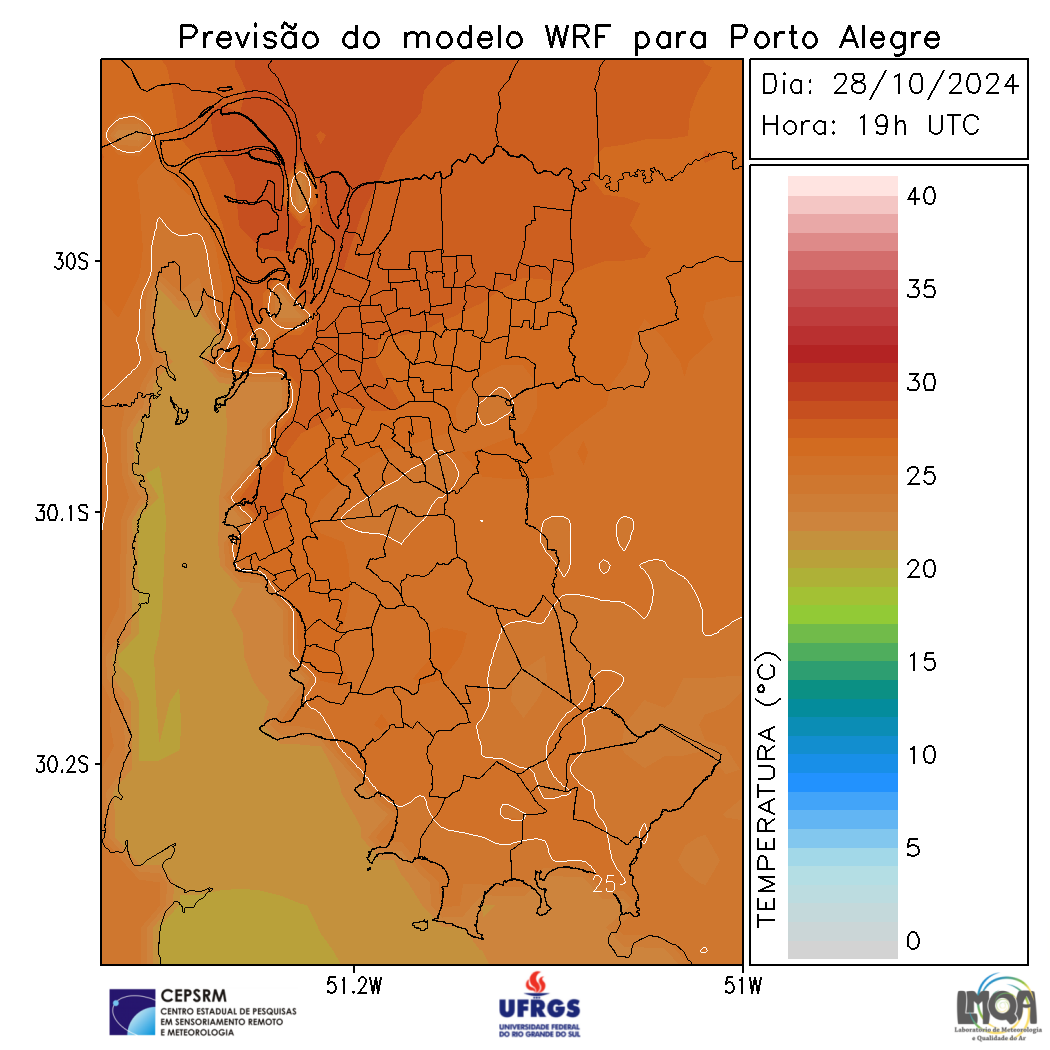 Previsão do modelo WRF para Porto Alegre
Dia: 28/10/2024
Hora: 19h UTC
40
35
30
25
20
15
10
5
0
TEMPERATURA (°C)
30S
30.1S
30.2S
25
51.2W
51W
CEPSRM
CENTRO ESTADUAL DE PESQUISAS
EM SENSORIAMENTO REMOTO
E METEOROLOGIA
UFRGS
UNIVERSIDADE FEDERAL
DO RIO GRANDE DO SUL
LMQA
Laboratório de Meteorologia
e Qualidade do Ar